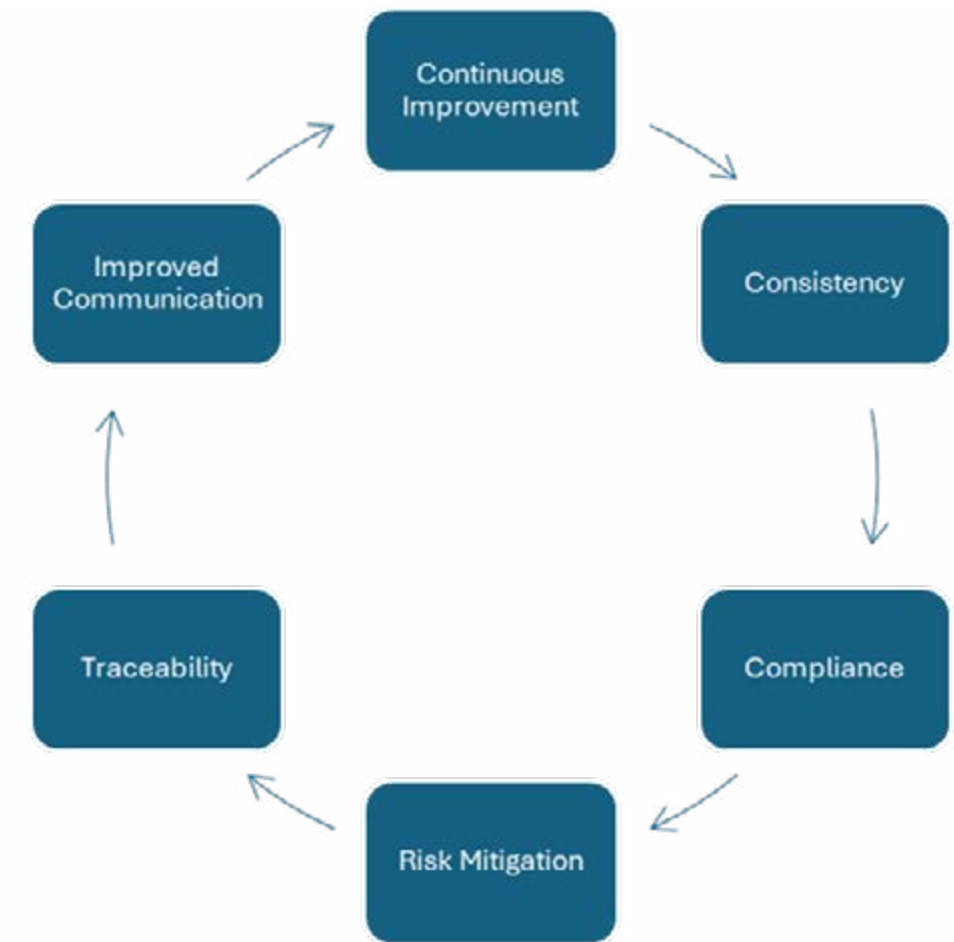 Continuous
Improvement
Consistency
Compliance
Risk Mitigation
Traceability
Improved
Communication